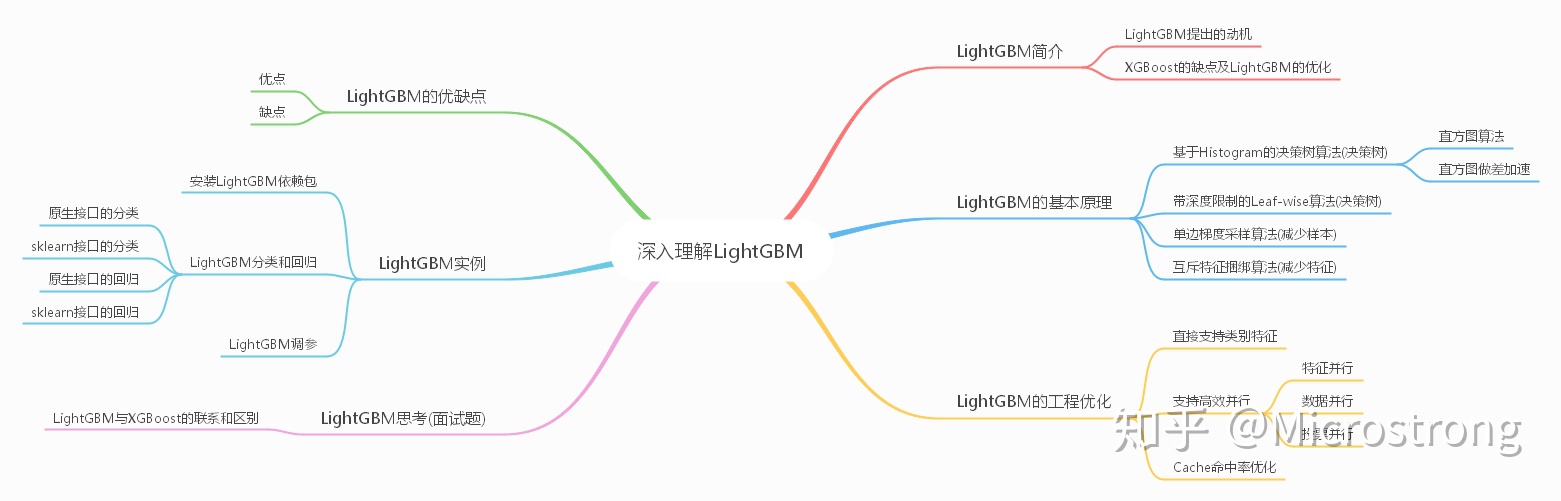 深入理解LightGBM
LightGBM简介
LightGBM提出的动机
XGBoost的缺点及LightGBM的优化
LightGBM的基本原理
基于Histogram的决策树算法(决策树)
直方图算法
直方图做差加速
带深度限制的Leaf-wise算法(决策树)
单边梯度采样算法(减少样本)
互斥特征捆绑算法(减少特征)
LightGBM的工程优化
直接支持类别特征
支持高效并行
特征并行
数据并行
并行
Cache命中率优化
LightGBM的优缺点
优点
缺点
LightGBM实例
安装LightGBM依赖包
LightGBM分类和回归
原生接口的分类
sklearn接口的分类
原生接口的回归
sklearn接口的回归
LightGBM调参
LightGBM思考(面试题)
LightGBM与XGBoost的联系和区别
知乎 @Microstrong